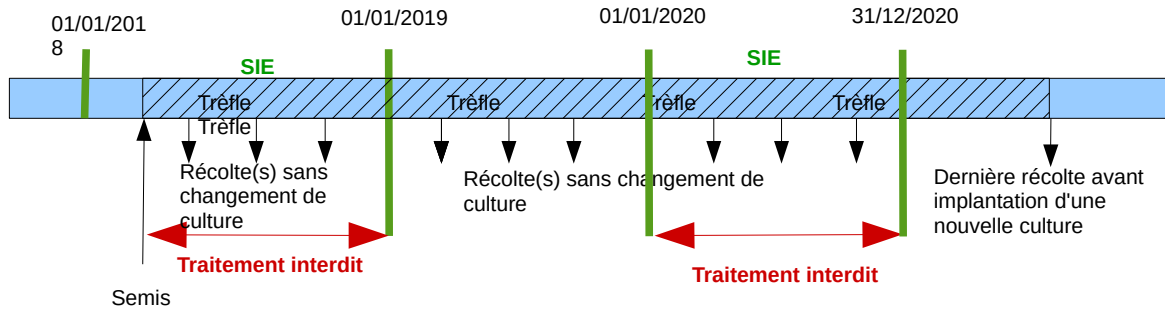 01/01/201
8
01/01/2019
01/01/2020
31/12/2020
SIE
SIE
Trèfle
Trèfle
Trèfle
Trèfle
Trèfle
Récolte(s) sans
changement de
culture
Récolte(s) sans changement de
culture
Dernière récolte avant
implantation d'une
nouvelle culture
Traitement interdit
Traitement interdit
Semis